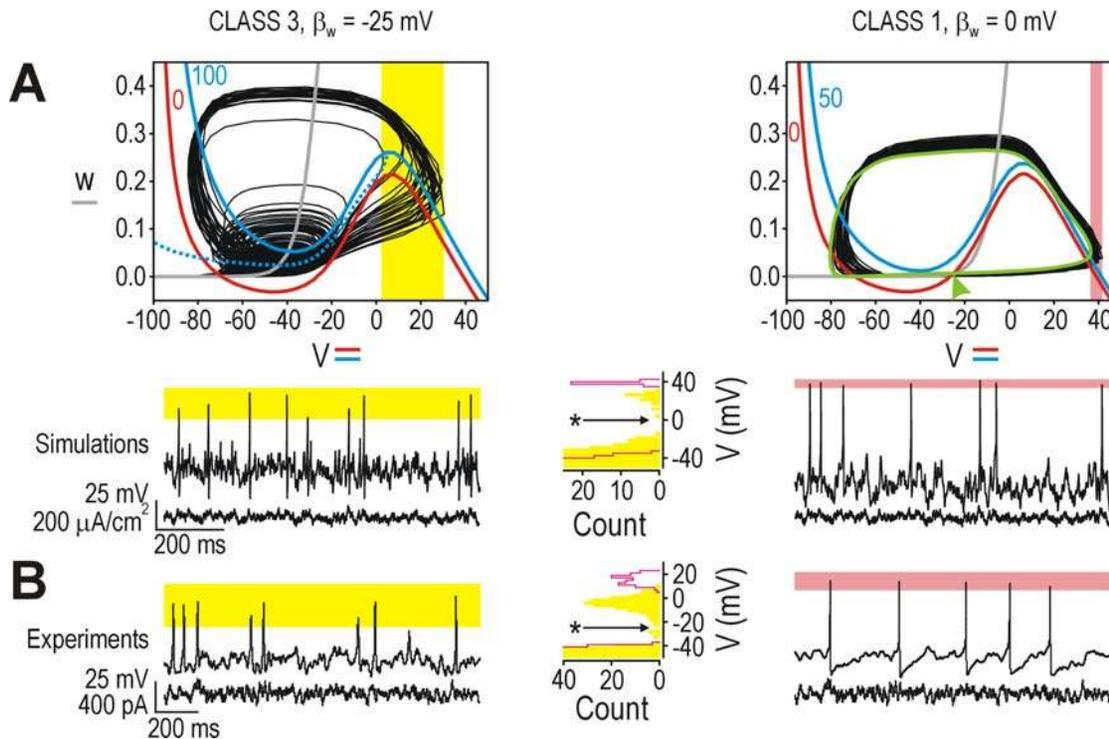 CLASS 3, βw = -25 mV
CLASS 1, βw = 0 mV
A
0.4
0.3
0.2
0.1
0.0
w
100
0
-100 -80 -60 -40 -20 0 20 40
V
0.4
0.3
0.2
0.1
0.0
50
0
-100 -80 -60 -40 -20 0 20 40
V
Simulations
25 mV
200 μA/cm2
200 ms
*
40
0
-40
V (mV)
20 10 0
Count
B
Experiments
25 mV
400 pA
200 ms
*
20
0
-20
-40
V (mV)
40 20 0
Count